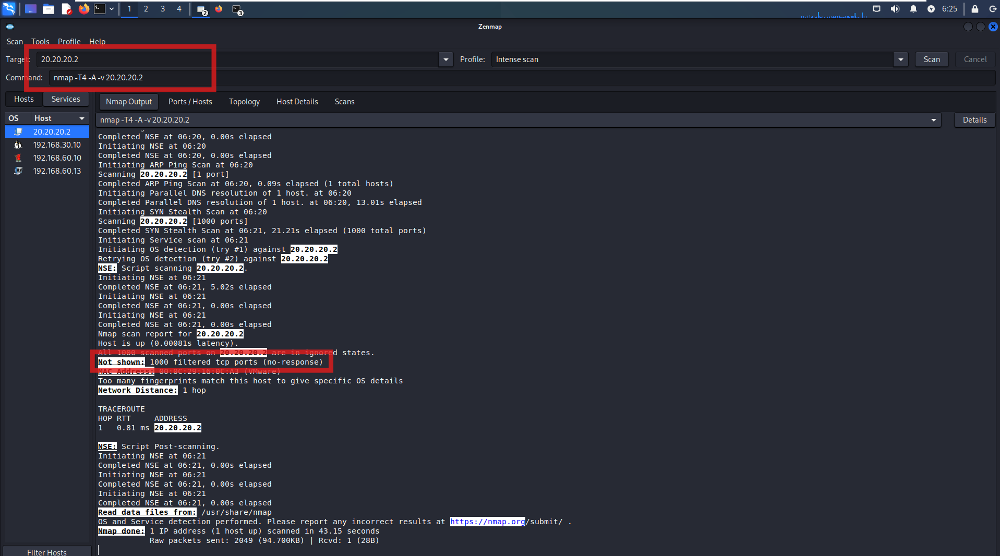 1 2 3 4 2 3 6:25
Zenmap
Scan Tools Profile Help
Target: 20.20.20.2 Profile: Intense scan Scan Cancel
Command: nmap -T4 -A -v 20.20.20.2
Hosts Services
OS Host
20.20.20.2
192.168.30.10
192.168.60.10
192.168.60.13
Filter Hosts
Nmap Output Ports / Hosts Topology Host Details Scans
nmap -T4 -A -v 20.20.20.2 Details
Completed NSE at 06:20, 0.00s elapsed
Initiating NSE at 06:20
Completed NSE at 06:20, 0.00s elapsed
Initiating ARP Ping Scan at 06:20
Scanning 20.20.20.2 [1 port]
Completed ARP Ping Scan at 06:20, 0.09s elapsed (1 total hosts)
Initiating Parallel DNS resolution of 1 host. at 06:20
Completed Parallel DNS resolution of 1 host. at 06:20, 13.01s elapsed
Initiating SYN Stealth Scan at 06:20
Scanning 20.20.20.2 [1000 ports]
Completed SYN Stealth Scan at 06:21, 21.21s elapsed (1000 total ports)
Initiating Service scan at 06:21
Initiating OS detection (try #1) against 20.20.20.2
Retrying OS detection (try #2) against 20.20.20.2
NSE: Script scanning 20.20.20.2.
Initiating NSE at 06:21
Completed NSE at 06:21, 5.02s elapsed
Initiating NSE at 06:21
Completed NSE at 06:21, 0.00s elapsed
Initiating NSE at 06:21
Completed NSE at 06:21, 0.00s elapsed
Nmap scan report for 20.20.20.2
Host is up (0.00081s latency).
All 1000 scanned ports on 20.20.20.2 are in ignored states.
Not shown: 1000 filtered tcp ports (no-response)
MAC Address: 00:0C:29:16:0C:A3 (VMware)
Too many fingerprints match this host to give specific OS details
Network Distance: 1 hop
TRACEROUTE
HOP RTT ADDRESS
1 0.81 ms 20.20.20.2
NSE: Script Post-scanning.
Initiating NSE at 06:21
Completed NSE at 06:21, 0.00s elapsed
Initiating NSE at 06:21
Completed NSE at 06:21, 0.00s elapsed
Initiating NSE at 06:21
Completed NSE at 06:21, 0.00s elapsed
Read data files from: /usr/share/nmap
OS and Service detection performed. Please report any incorrect results at https://nmap.org/submit/ .
Nmap done: 1 IP address (1 host up) scanned in 43.15 seconds
Raw packets sent: 2049 (94.700KB) | Rcvd: 1 (28B)